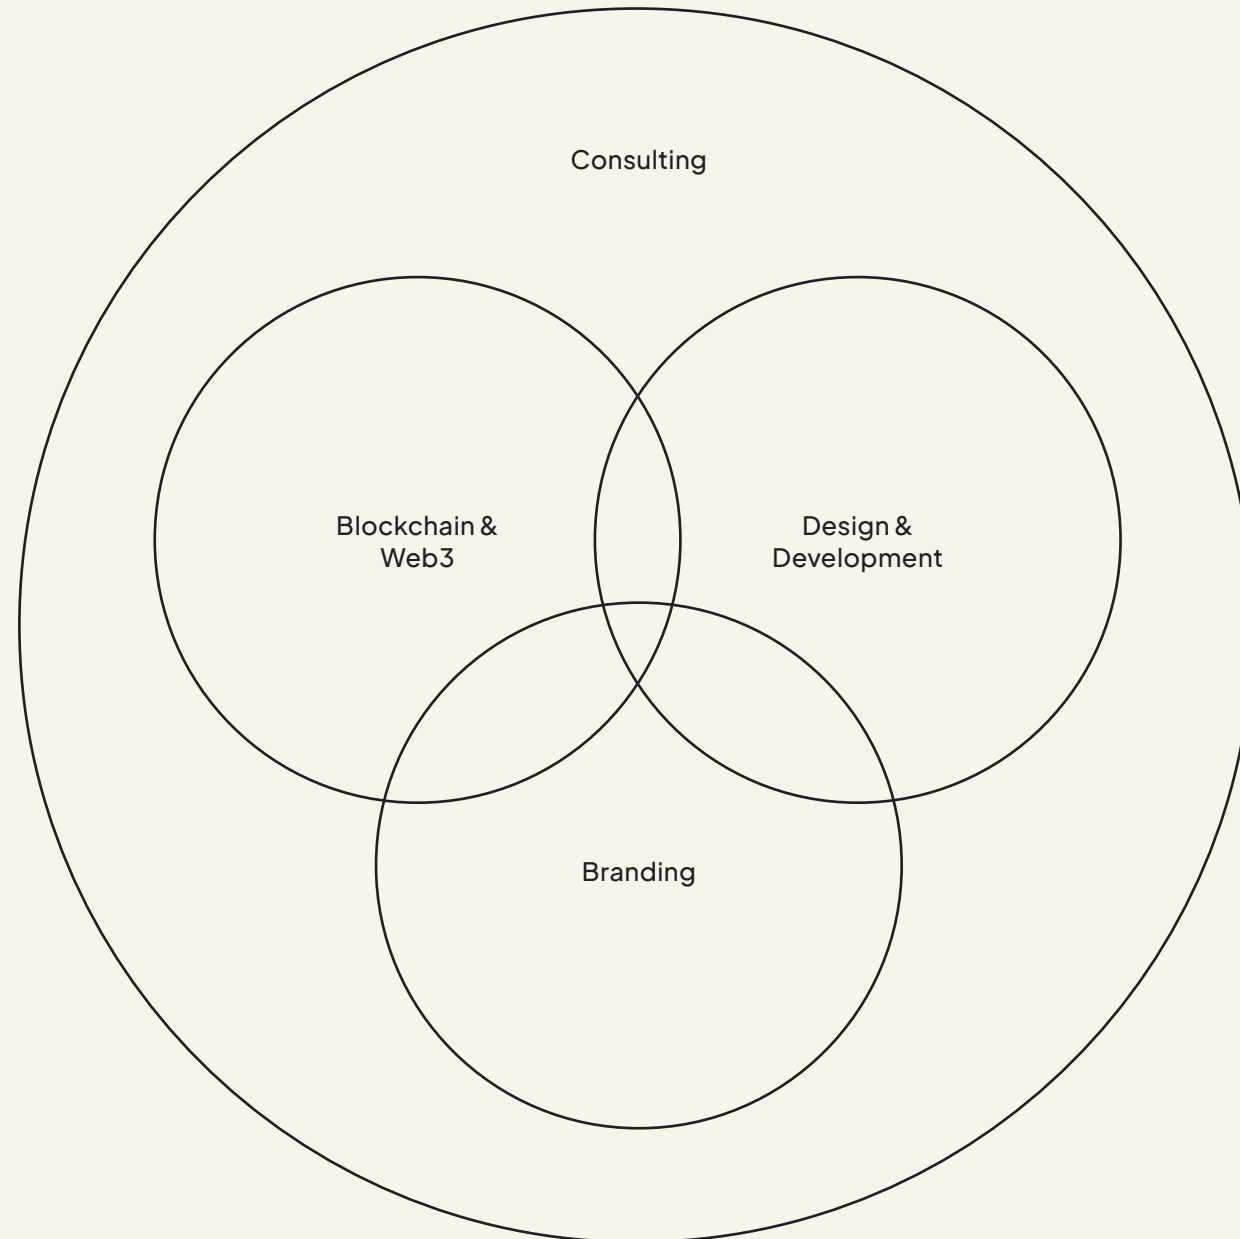 Consulting
Blockchain &
Web3
Design &
Development
Branding